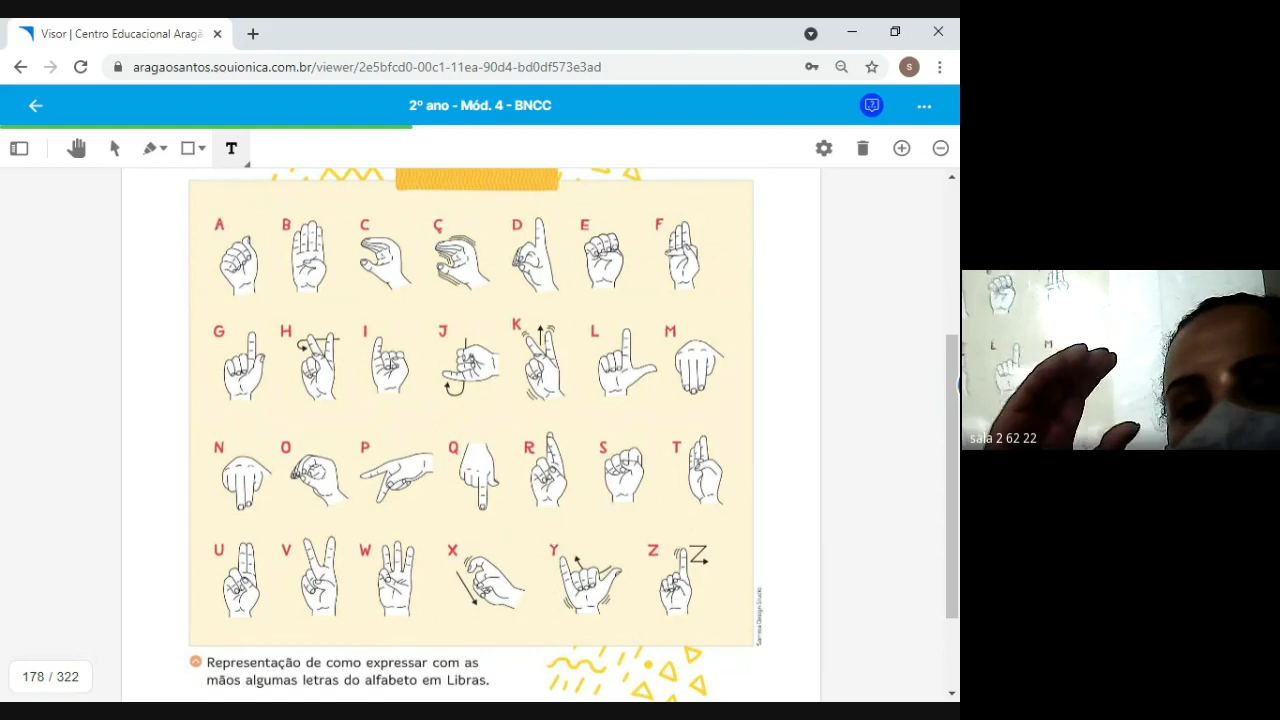 Visor | Centro Educacional Aragã
aragaosantos.souionica.com.br/viewer/2e5bfcd0-00c1-11ea-90d4-bd0df573e3ad
S
2º ano - Mód. 4 - BNCC
T
A B C Ç D E F
G H I J K L M
N O P Q R S T
U V W X Y Z
Z
Representação de como expressar com as
mãos algumas letras do alfabeto em Libras.
178 / 322
L M
sala 2 62 22